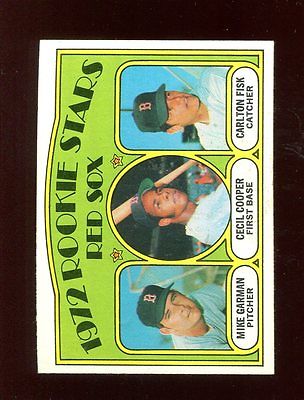 1972 ROOKIE STARS
RED SOX
MIKE GARMAN
PITCHER
CECIL COOPER
FIRST BASE
CARLTON FISK
CATCHER
B
B
B